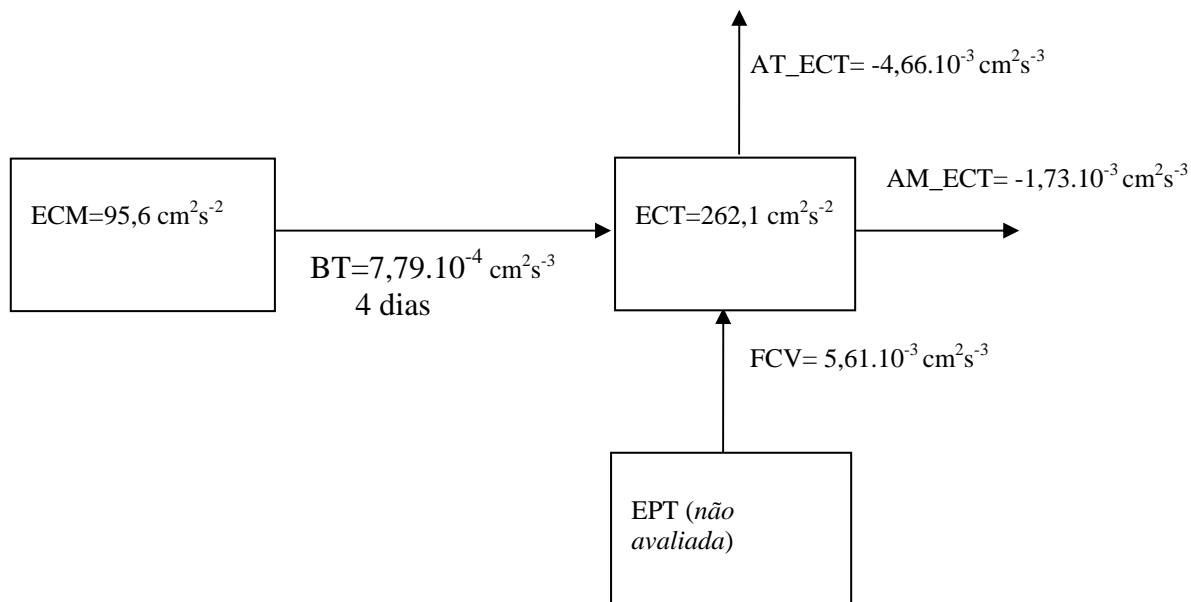 AT_ECT= -4,66.10⁻³ cm²s⁻³
ECM=95,6 cm²s⁻²
ECT=262,1 cm²s⁻²
AM_ECT= -1,73.10⁻³ cm²s⁻³
BT=7,79.10⁻⁴ cm²s⁻³
4 dias
FCV= 5,61.10⁻³ cm²s⁻³
EPT (não
avaliada)